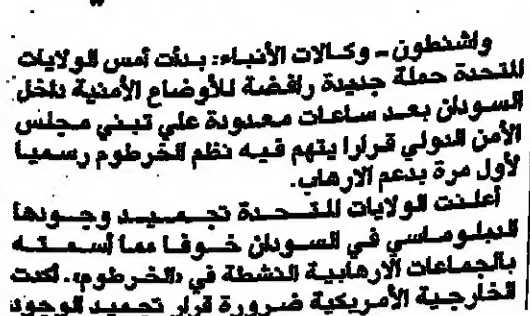 واشنطون - وكالات الأنباء: بدأت أمس الولايات
المتحدة حملة جديدة رافضة للأوضاع الأمنية داخل
السودان بعد ساعات معدودة علي تبني مجلس
الأمن الدولي قرارا يتهم فيه نظم الخرطوم رسميا
لأول مرة بدعم الارهاب.
أعلنت الولايات المتحدة تجميد وجودها
الدبلوماسي في السودان خوفا مما أسمته
بالجماعات الارهابية النشطة في «الخرطوم». أكدت
الخارجية الأمريكية ضرورة قرار تجميد الوجود